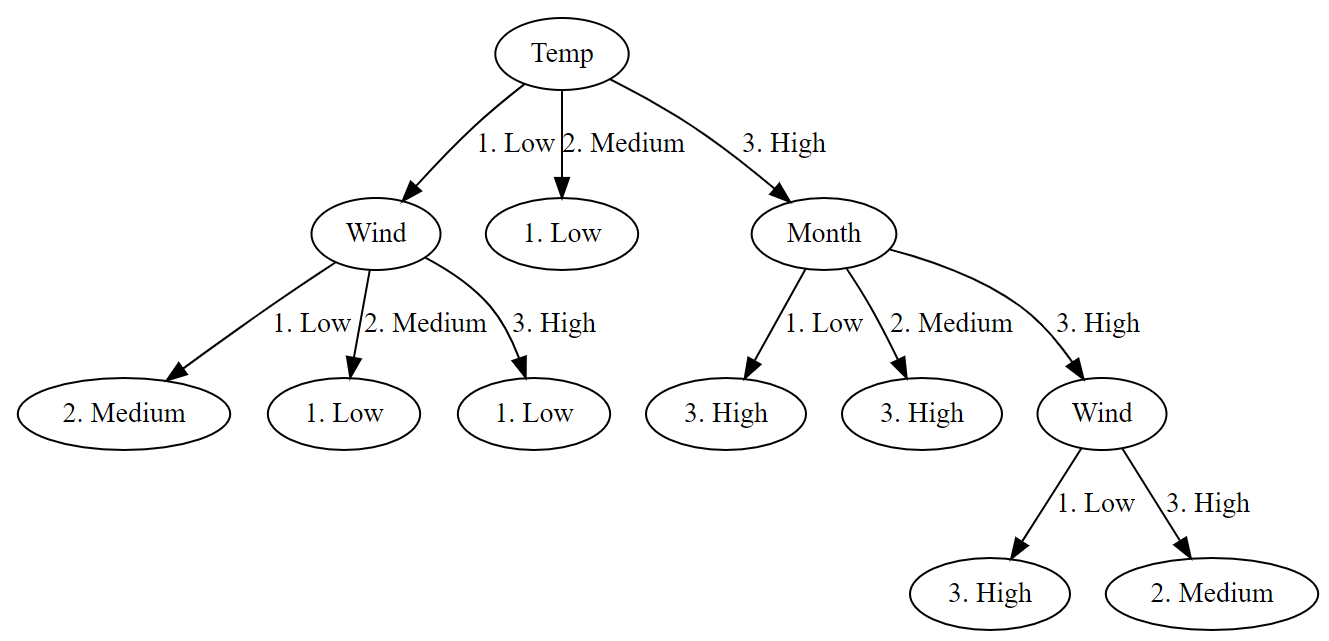 Temp
1. Low 2. Medium 3. High
Wind 1. Low Month
1. Low 2. Medium 3. High 1. Low 2. Medium 3. High
2. Medium 1. Low 1. Low 3. High 3. High Wind
1. Low 3. High
3. High 2. Medium